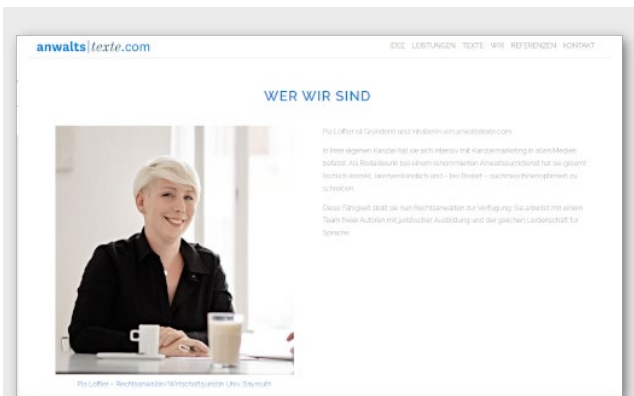 anwalts|texte.com
IDEE LEISTUNGEN TEXTE WIR REFERENZEN KONTAKT
WER WIR SIND
Pia Löffler ist Gründerin und Inhaberin von anwaltstexte.com.
In ihrer eigenen Kanzlei hat sie sich intensiv mit Kanzleimarketing in allen Medien
befasst. Als Redakteurin bei einem renommierten Anwaltssuchdienst hat sie gelernt
fachlich korrekt, laienverständlich und – bei Bedarf – suchmaschinenoptimiert zu
schreiben.
Diese Fähigkeit stellt sie nun Rechtsanwälten zur Verfügung. Sie arbeitet mit einem
Team freier Autoren mit juristischer Ausbildung und der gleichen Leidenschaft für
Sprache.
Pia Löffler – Rechtsanwältin/Wirtschaftsjuristin Univ. Bayreuth